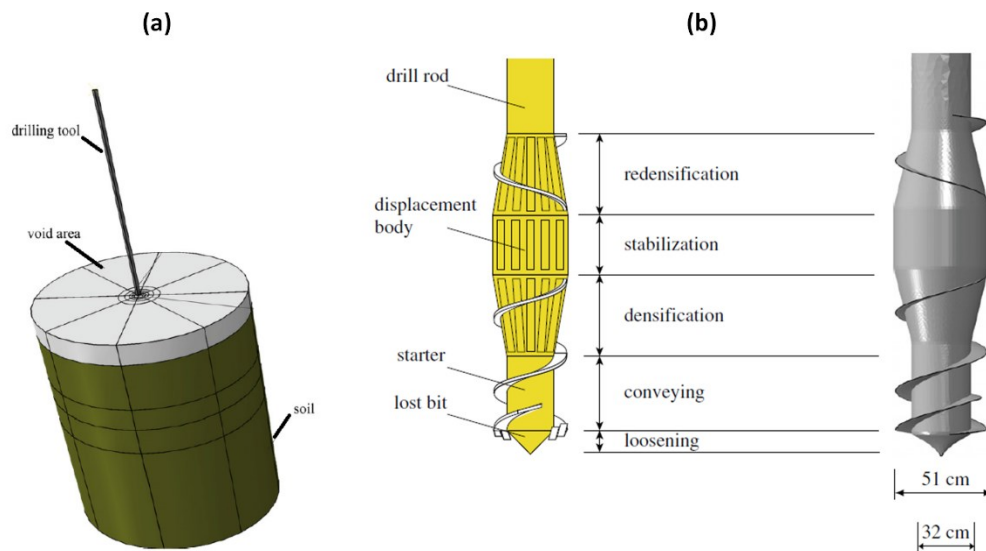 (a)
drilling tool
void area
soil
(b)
drill rod
displacement
body
starter
lost bit
redensification
stabilization
densification
conveying
loosening
51 cm
32 cm